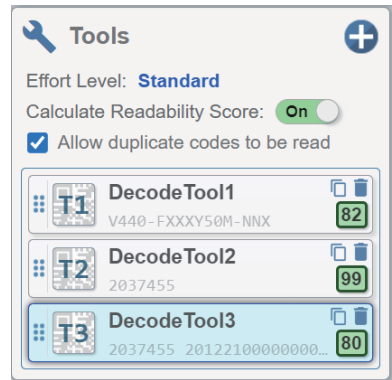 Tools
Effort Level: Standard
Calculate Readability Score: On
Allow duplicate codes to be read
T1 DecodeTool1
V440-FXXXY50M-NNX 82
T2 DecodeTool2
2037455 99
T3 DecodeTool3
2037455 20122100000000... 80